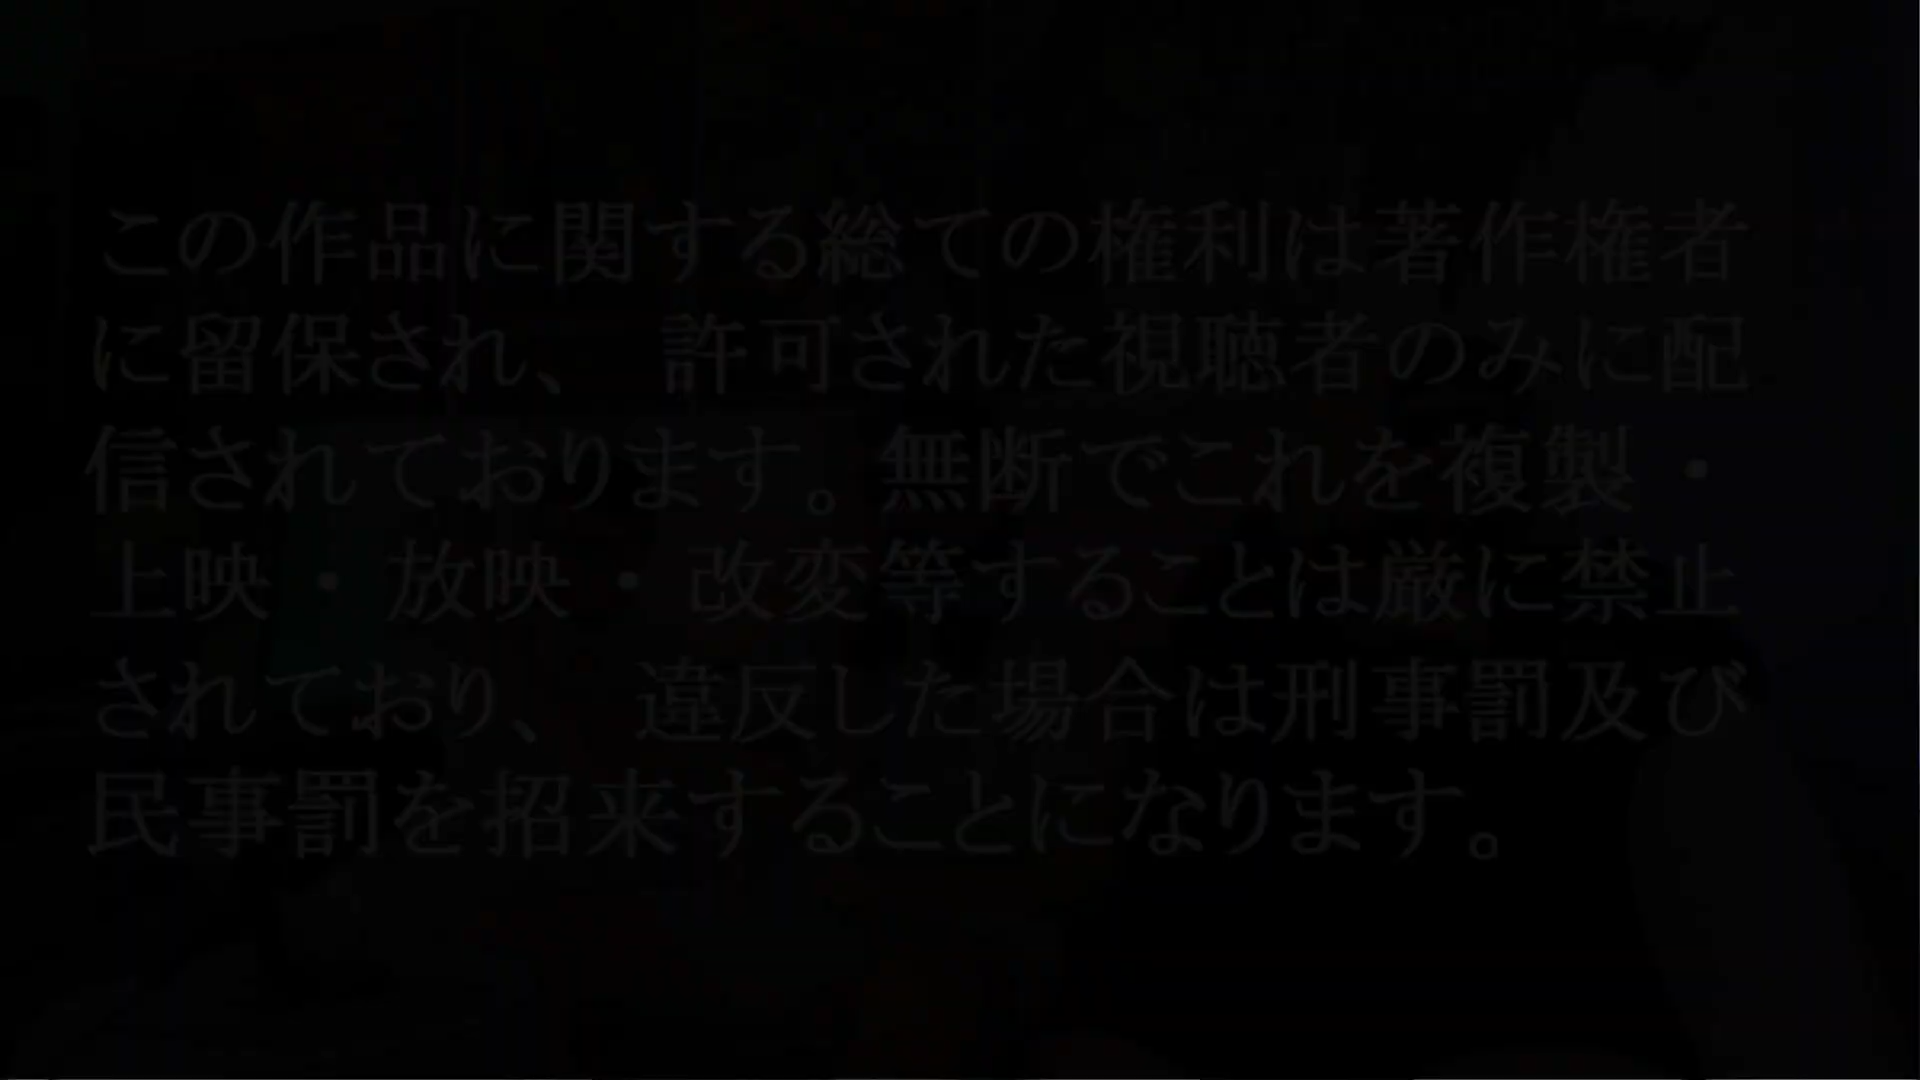 この作品に関する総ての権利は著作権者
に留保され、 許可された視聴者のみに配
信されております。無断でこれを複製・
上映・放映・改変等することは厳に禁止
されており、 違反した場合は刑事罰及び
民事罰を招来することになります。